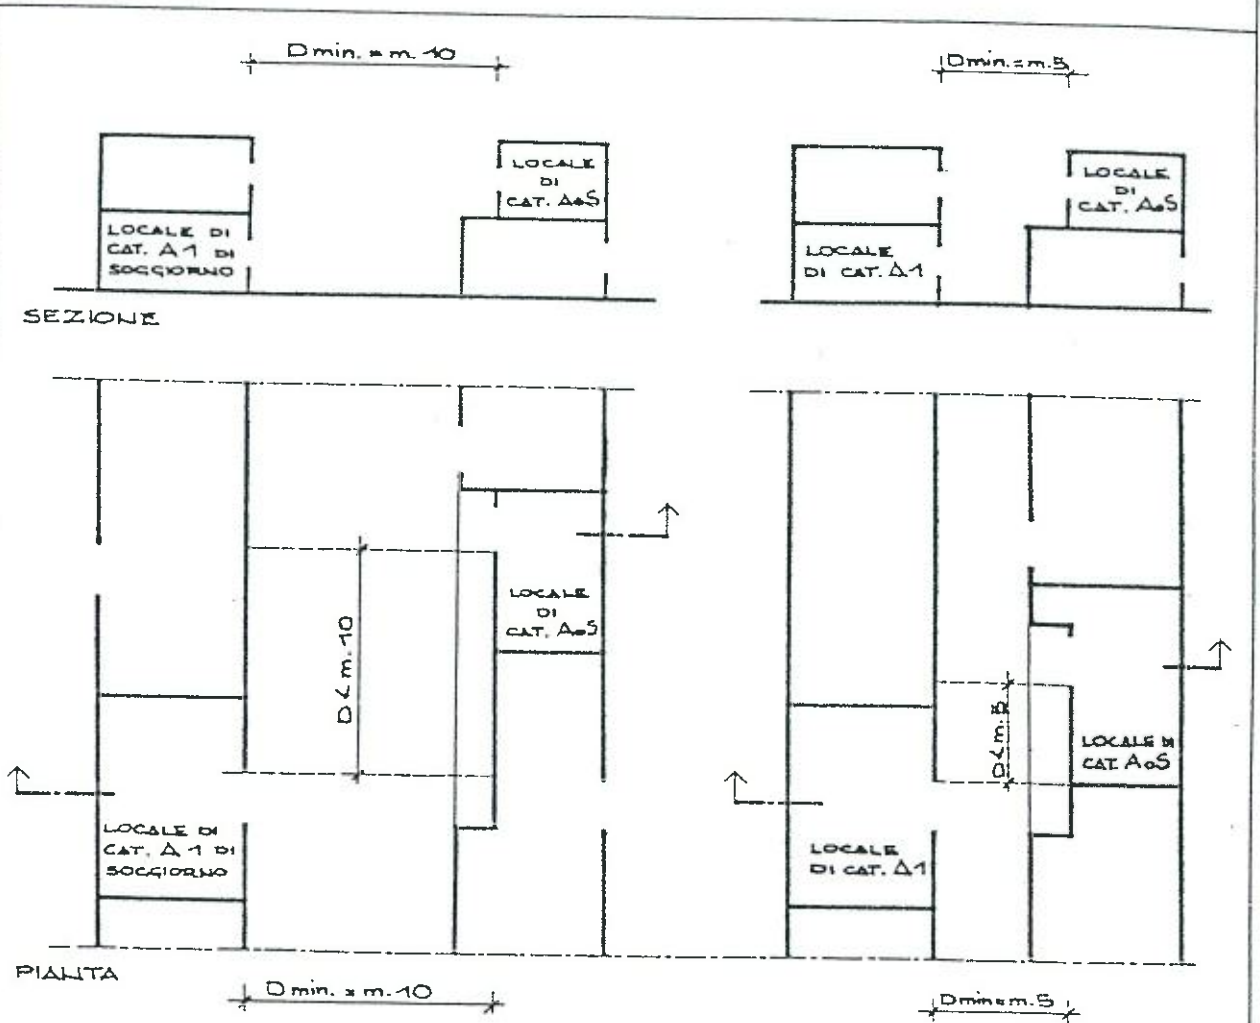 D min. = m. 10
D min. = m. 5
LOCALE
DI
CAT. A o S
LOCALE DI
CAT. A 1 DI
SOGGIORNO
LOCALE
DI
CAT. A o S
LOCALE
DI CAT. A1
SEZIONE
D < m. 10
LOCALE
DI
CAT. A o S
LOCALE DI
CAT. A 1 DI
SOGGIORNO
D < m. 5
LOCALE DI
CAT. A o S
LOCALE
DI CAT. A1
PIANTA
D min. = m. 10
D min = m. 5